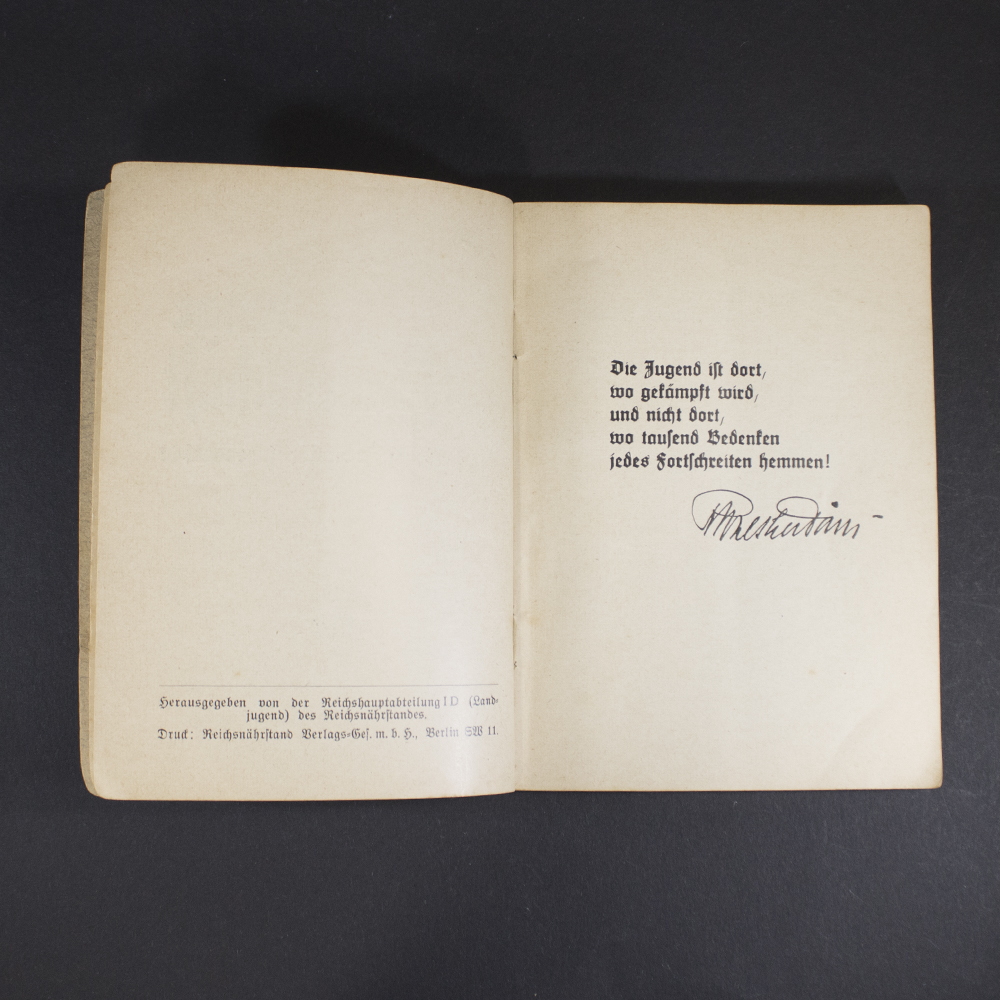 Herausgegeben von der Reichshauptabteilung I D (Land-
jugend) des Reichsnährstandes.
Druck: Reichsnährstand Verlags-Ges. m. b. H., Berlin SW 11.
Die Jugend ist dort,
wo gekämpft wird,
und nicht dort,
wo tausend Bedenken
jedes Fortschreiten hemmen!